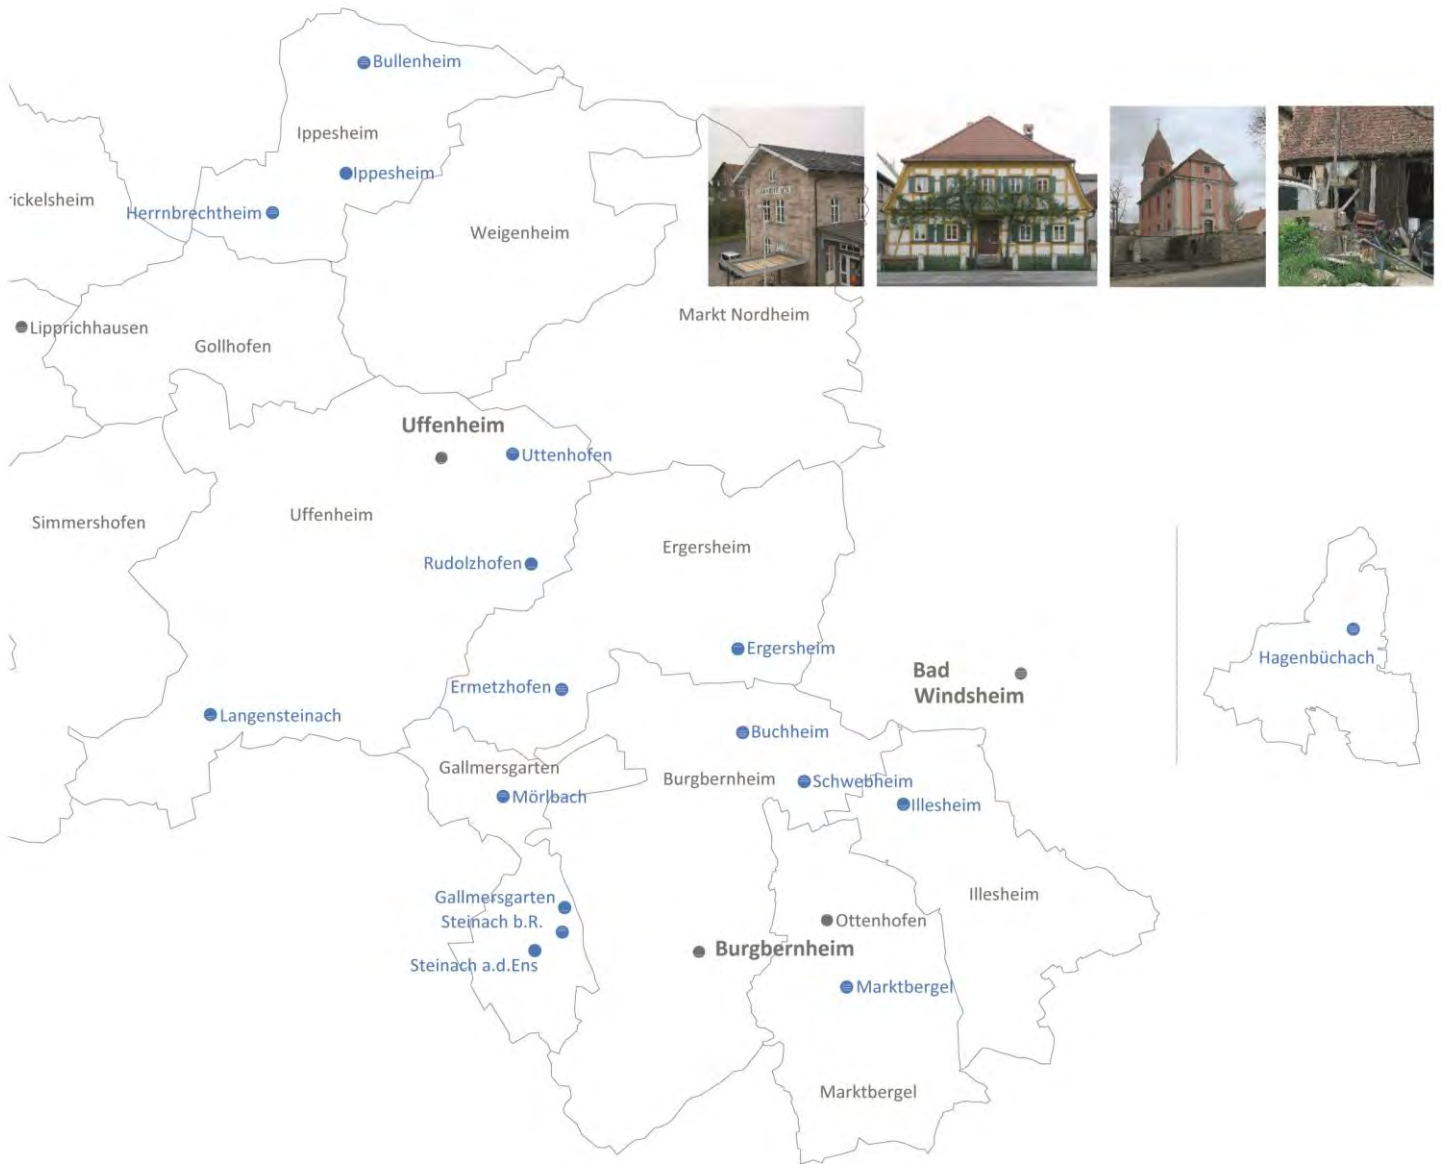 Bullenheim
Ippesheim
Ippesheim
rickelsheim
Herrnbrechtheim
Weigenheim
Lipprichhausen
Gollhofen
Markt Nordheim
Uffenheim
Uttenhofen
Simmershofen
Uffenheim
Ergersheim
Rudolzhofen
Ergersheim
Hagenbüchach
Ermetzhofen
Bad
Windsheim
Langensteinach
Buchheim
Gallmersgarten
Burgbernheim
Schwebheim
Mörlbach
Illesheim
Gallmersgarten
Steinach b.R.
Illesheim
Ottenhofen
Burgbernheim
Steinach a.d.Ens
Marktbergel
Marktbergel